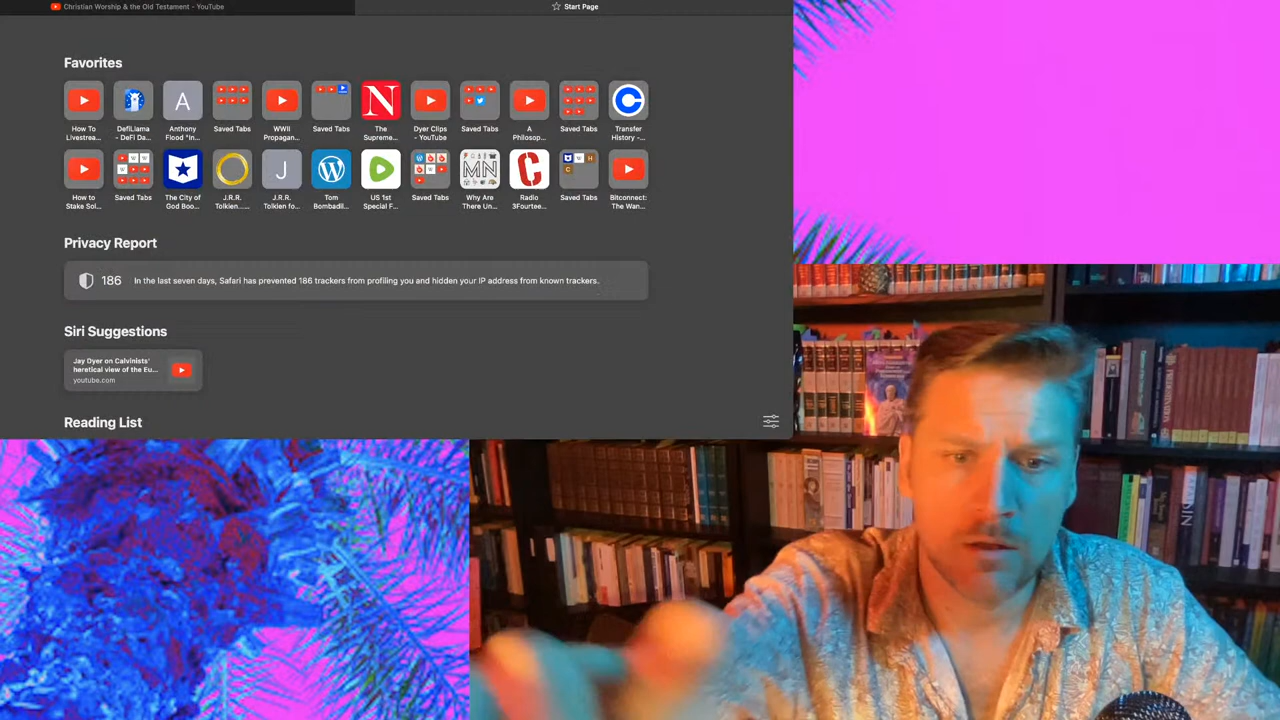 Christian Worship & the Old Testament - YouTube
Start Page
Favorites
A
N
C
How To
Livestrea...
DefiLlama
- DeFi Da...
Anthony
Flood "In...
Saved Tabs
WWII
Propagan...
Saved Tabs
The
Supreme...
Dyer Clips
- YouTube
Saved Tabs
A
Philosop...
Saved Tabs
Transfer
History -...
J
W
MN
C
How to
Stake Sol...
Saved Tabs
The City of
God Boo...
J.R.R.
Tolkien...
J.R.R.
Tolkien fo...
Tom
Bombadil...
US 1st
Special F...
Saved Tabs
Why Are
There Un...
Radio
3Fourtee...
Saved Tabs
Bitconnect:
The Wan...
Privacy Report
186
In the last seven days, Safari has prevented 186 trackers from profiling you and hidden your IP address from known trackers.
Siri Suggestions
Jay Dyer on Calvinists'
heretical view of the Eu...
youtube.com
Reading List